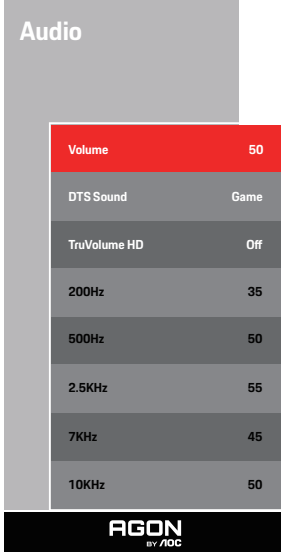 Audio
Volume 50
DTS Sound Game
TruVolume HD Off
200Hz 35
500Hz 50
2.5KHz 55
7KHz 45
10KHz 50
AGON
BY AOC